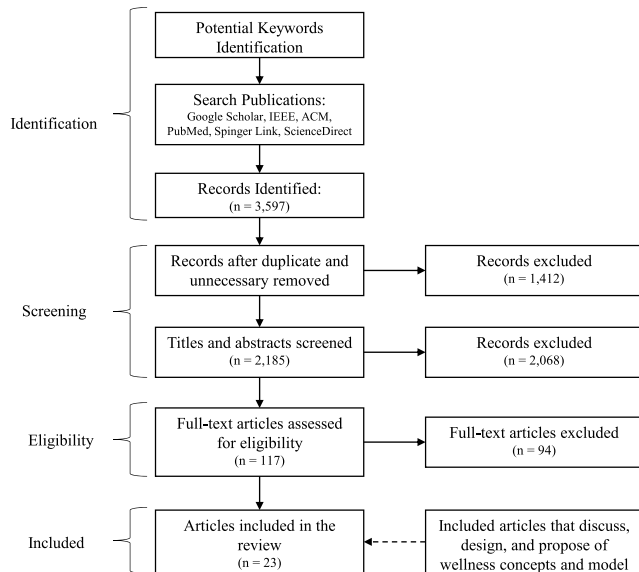 Potential Keywords
Identification
Search Publications:
Google Scholar, IEEE, ACM,
PubMed, Spinger Link, ScienceDirect
Identification
Records Identified:
(n = 3,597)
Records after duplicate and
unnecessary removed
Records excluded
(n = 1,412)
Screening
Titles and abstracts screened
(n = 2,185)
Records excluded
(n = 2,068)
Eligibility
Full-text articles assessed
for eligibility
(n = 117)
Full-text articles excluded
(n = 94)
Included
Articles included in the
review
(n = 23)
Included articles that discuss,
design, and propose of
wellness concepts and model